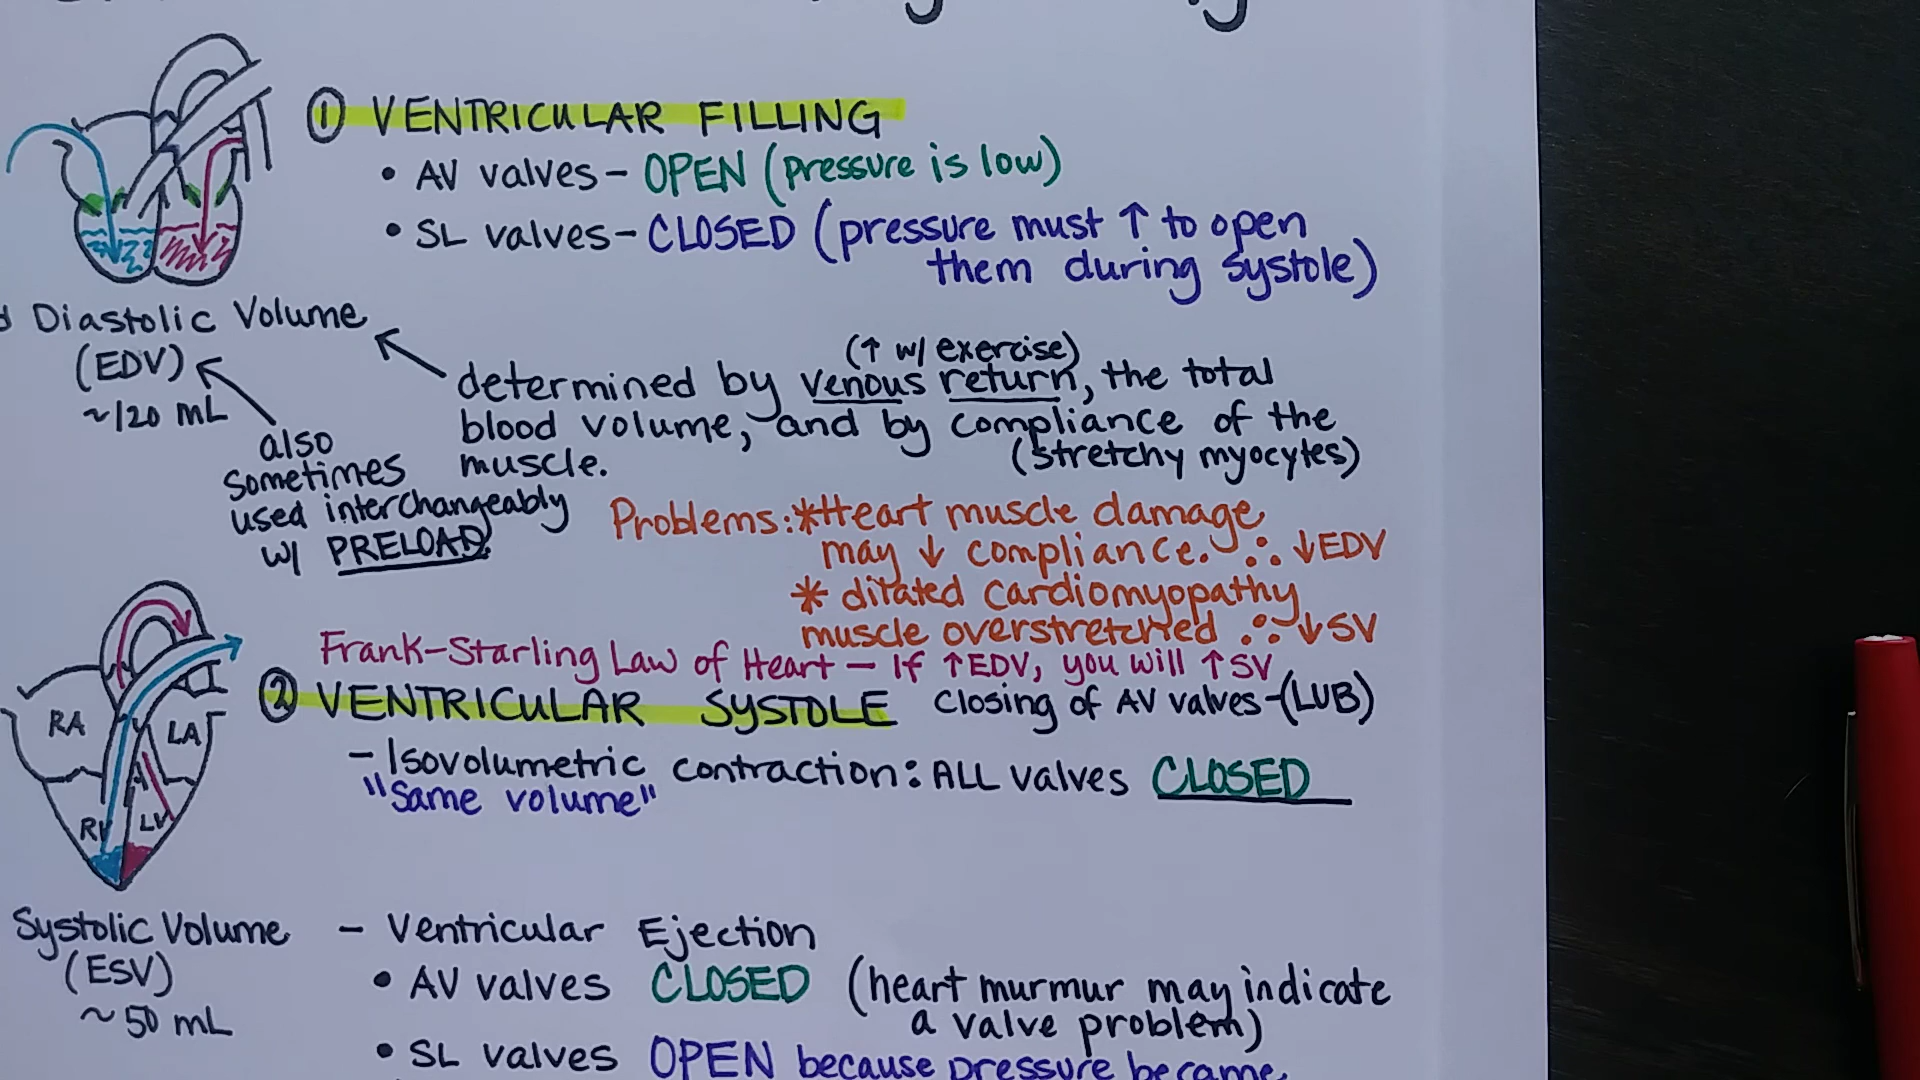 ① VENTRICULAR FILLING
• AV valves – OPEN (pressure is low)
• SL valves – CLOSED (pressure must ↑ to open
them during systole)
Diastolic Volume
(EDV)
~120 mL
(↑ w/ exercise)
determined by venous return, the total
blood volume, and by compliance of the
(stretchy myocytes)
muscle.
also
sometimes
used interchangeably
w/ PRELOAD.
Problems: *Heart muscle damage
may ↓ compliance. ∴ ↓EDV
* dilated cardiomyopathy
muscle overstretched ∴ ↓SV
Frank-Starling Law of Heart – If ↑EDV, you will ↑SV
② VENTRICULAR SYSTOLE Closing of AV valves - (LUB)
– Isovolumetric contraction: ALL valves CLOSED
"same volume"
RA
LA
RV
LV
Systolic Volume
(ESV)
~50 mL
– Ventricular Ejection
• AV valves CLOSED (heart murmur may indicate
a valve problem)
• SL valves OPEN because pressure became